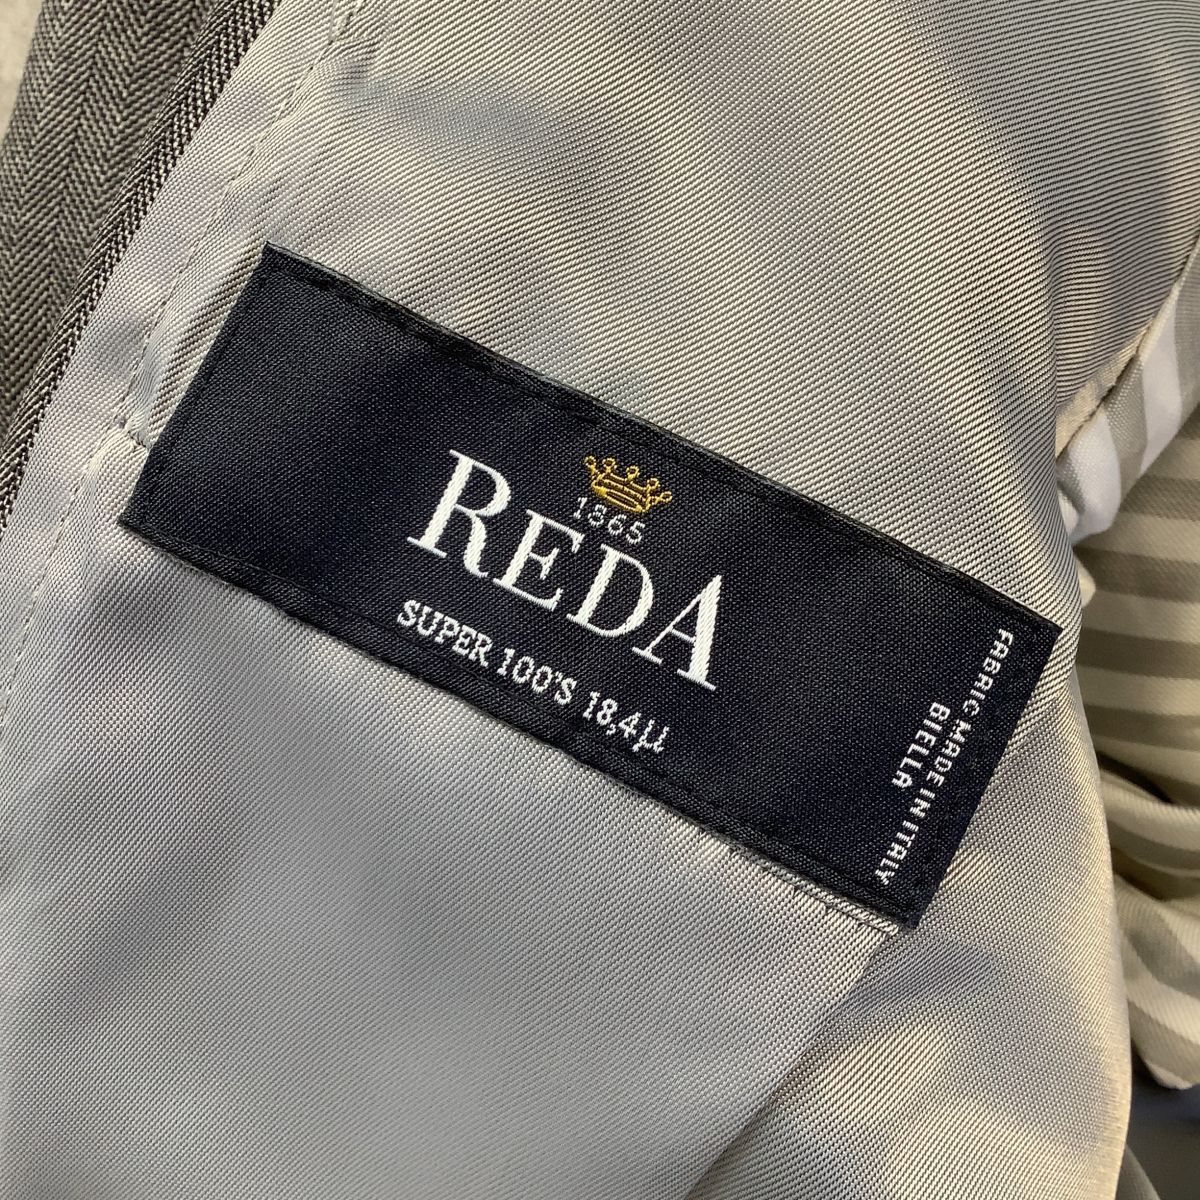 1865
REDA
SUPER 100'S 18,4µ
FABRIC MADE IN ITALY
BIELLA